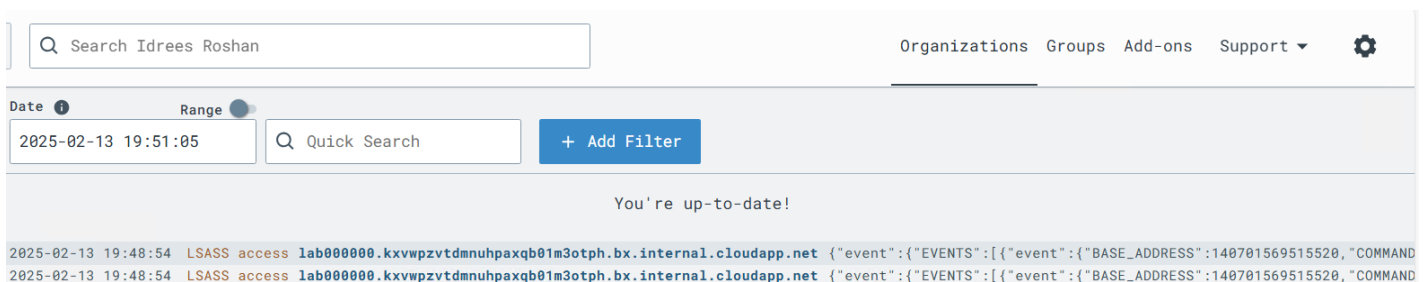 Search Idrees Roshan
Organizations Groups Add-ons Support
Date Range
2025-02-13 19:51:05 Quick Search + Add Filter
You're up-to-date!
2025-02-13 19:48:54 LSASS access lab000000.kxvwpzvtdmnuhpaxqb01m3otph.bx.internal.cloudapp.net {"event":{"EVENTS":[{"event":{"BASE_ADDRESS":140701569515520,"COMMAND
2025-02-13 19:48:54 LSASS access lab000000.kxvwpzvtdmnuhpaxqb01m3otph.bx.internal.cloudapp.net {"event":{"EVENTS":[{"event":{"BASE_ADDRESS":140701569515520,"COMMAND